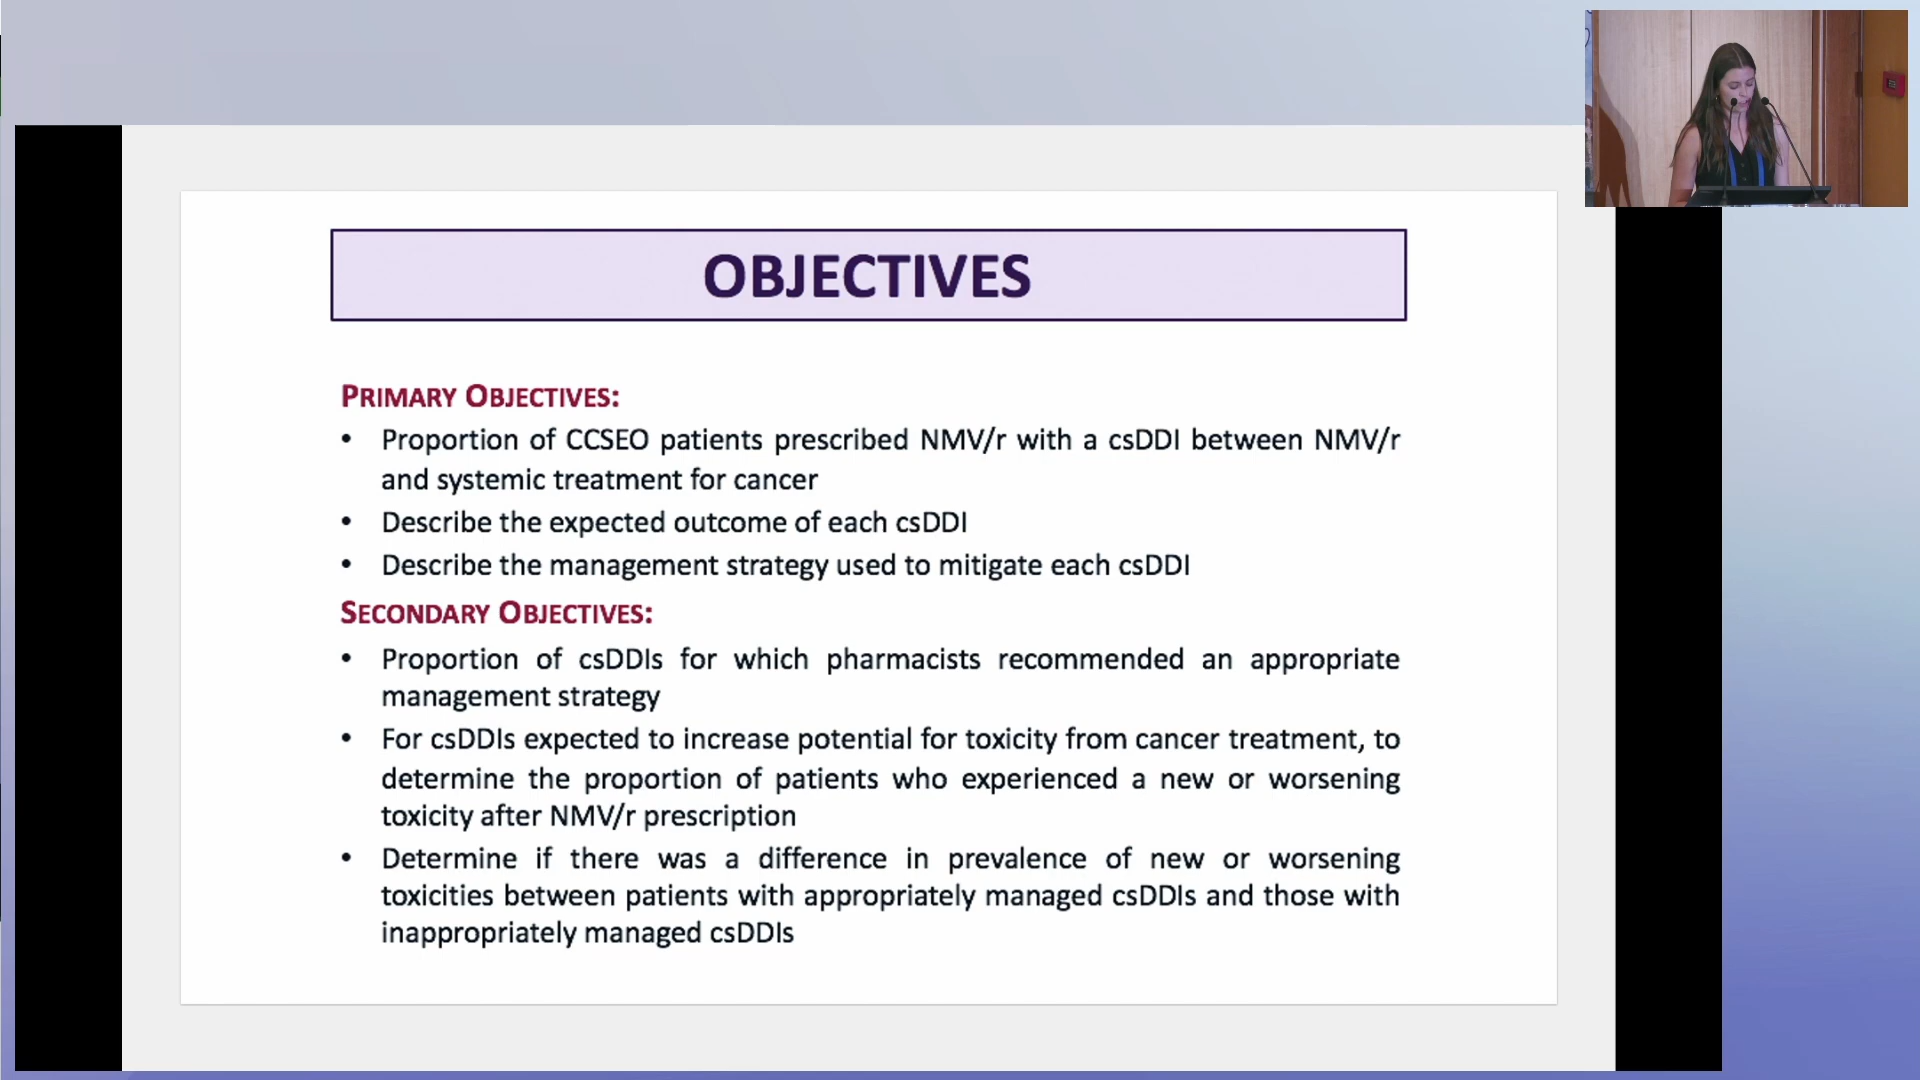 OBJECTIVES
PRIMARY OBJECTIVES:
• Proportion of CCSEO patients prescribed NMV/r with a csDDI between NMV/r
and systemic treatment for cancer
• Describe the expected outcome of each csDDI
• Describe the management strategy used to mitigate each csDDI
SECONDARY OBJECTIVES:
• Proportion of csDDIs for which pharmacists recommended an appropriate
management strategy
• For csDDIs expected to increase potential for toxicity from cancer treatment, to
determine the proportion of patients who experienced a new or worsening
toxicity after NMV/r prescription
• Determine if there was a difference in prevalence of new or worsening
toxicities between patients with appropriately managed csDDIs and those with
inappropriately managed csDDIs